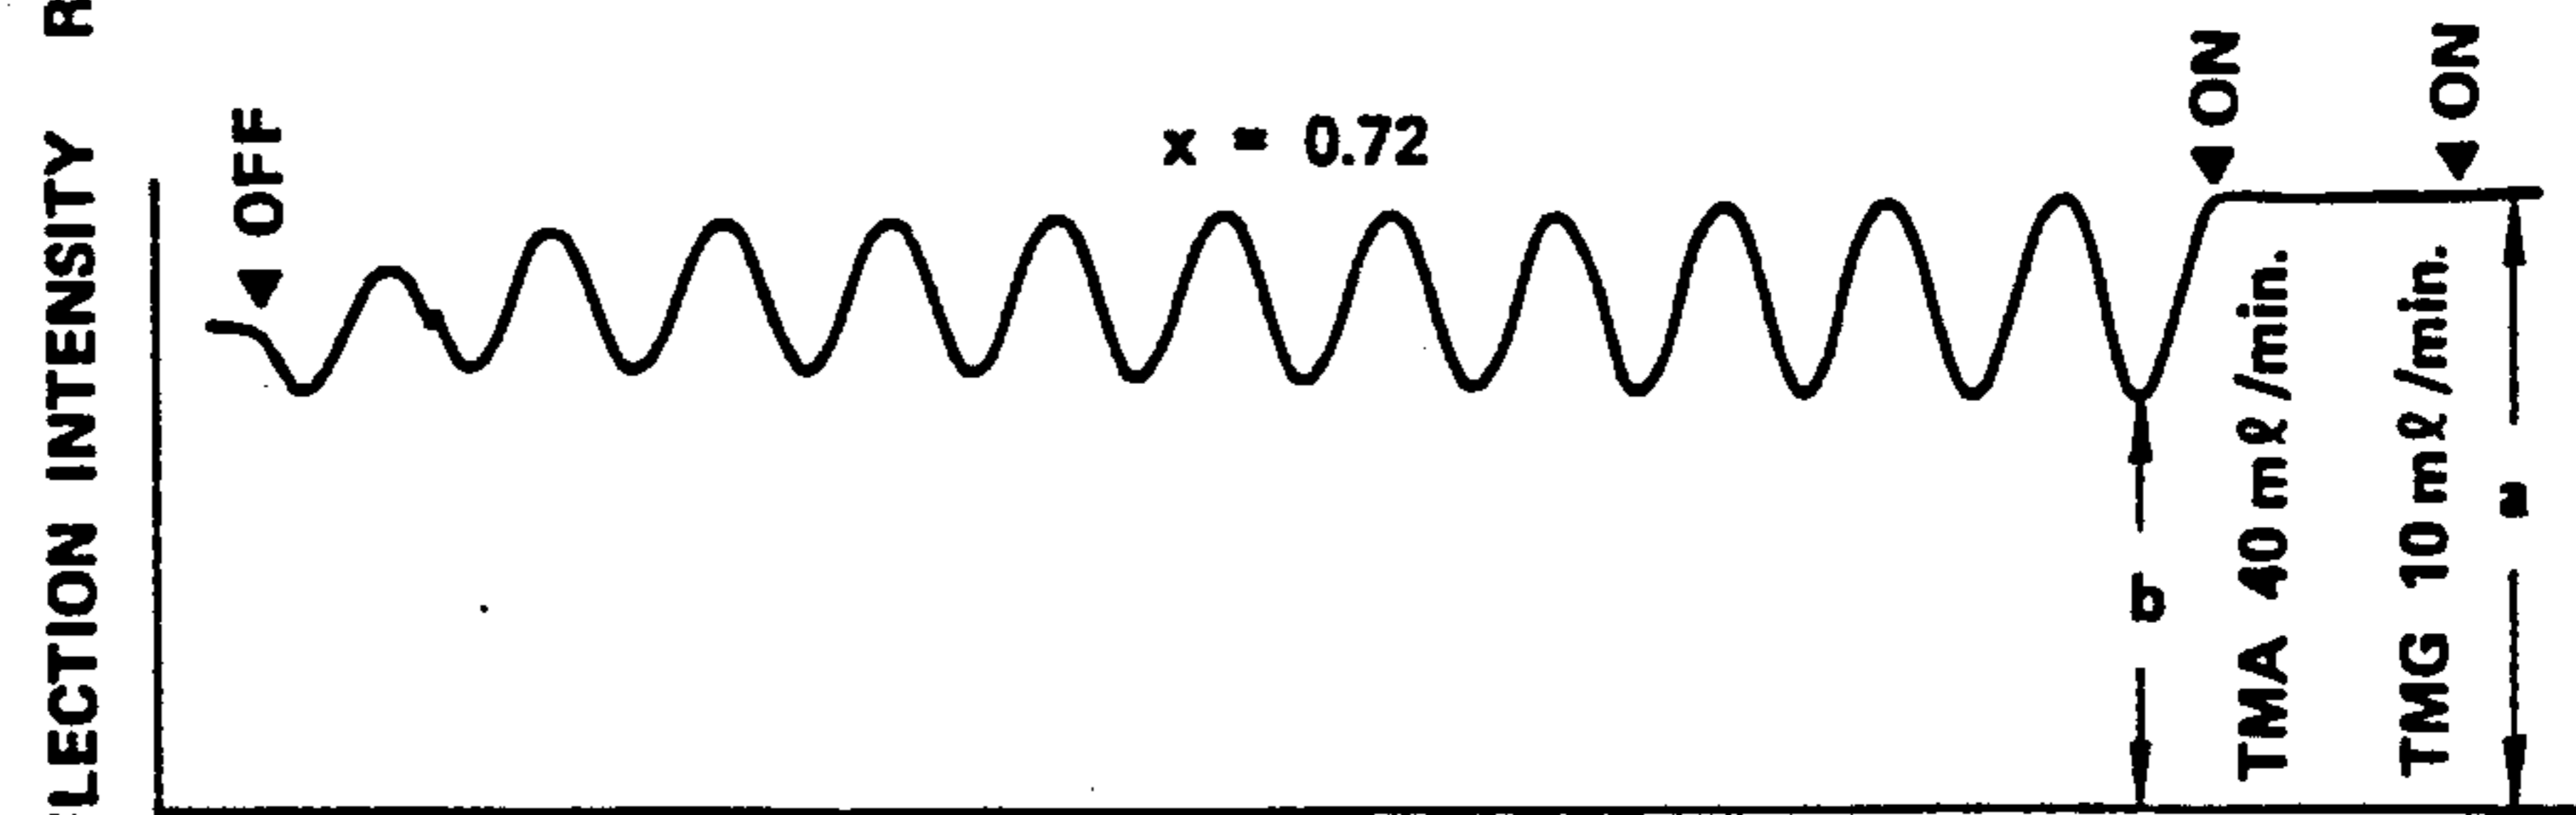 LECTION INTENSITY R
OFF
x = 0.72
ON
ON
TMA 40 mℓ/min.
TMG 10 mℓ/min.
b
a